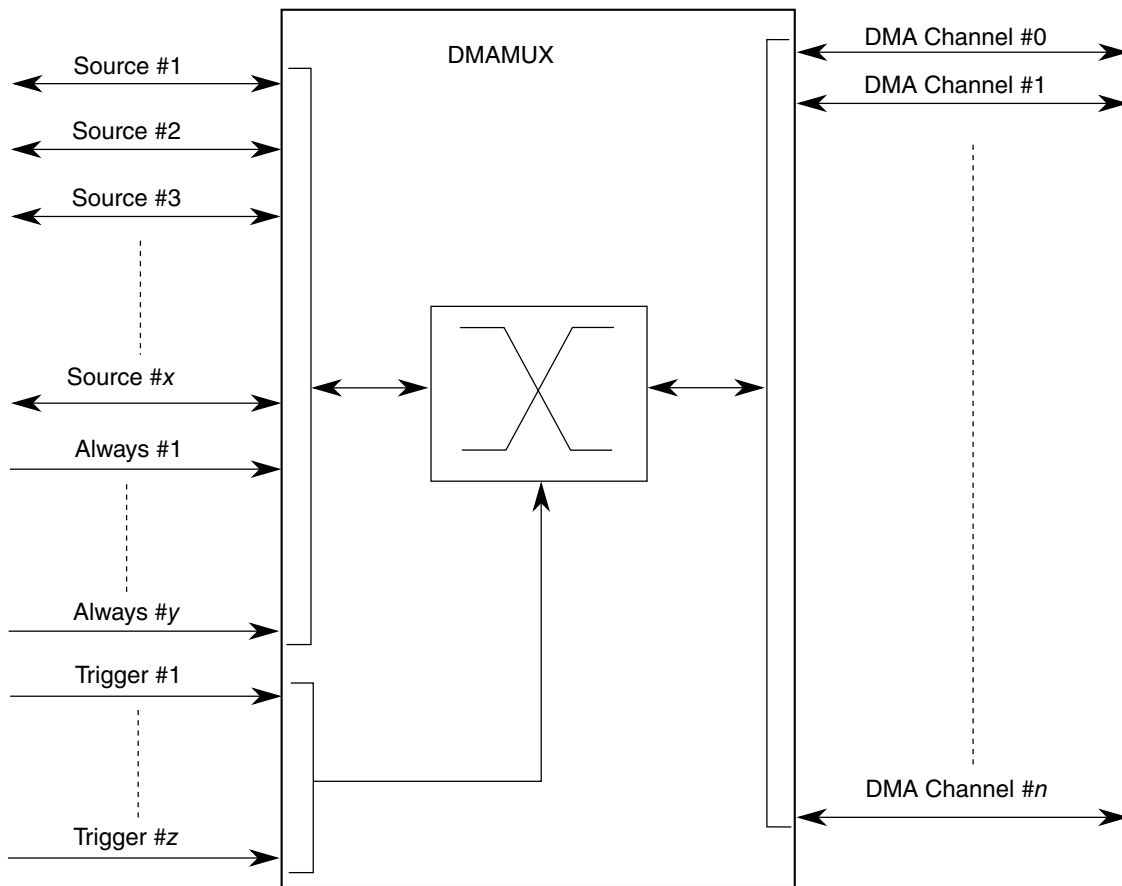 DMAMUX
Source #1
Source #2
Source #3
Source #x
Always #1
Always #y
Trigger #1
Trigger #z
DMA Channel #0
DMA Channel #1
DMA Channel #n